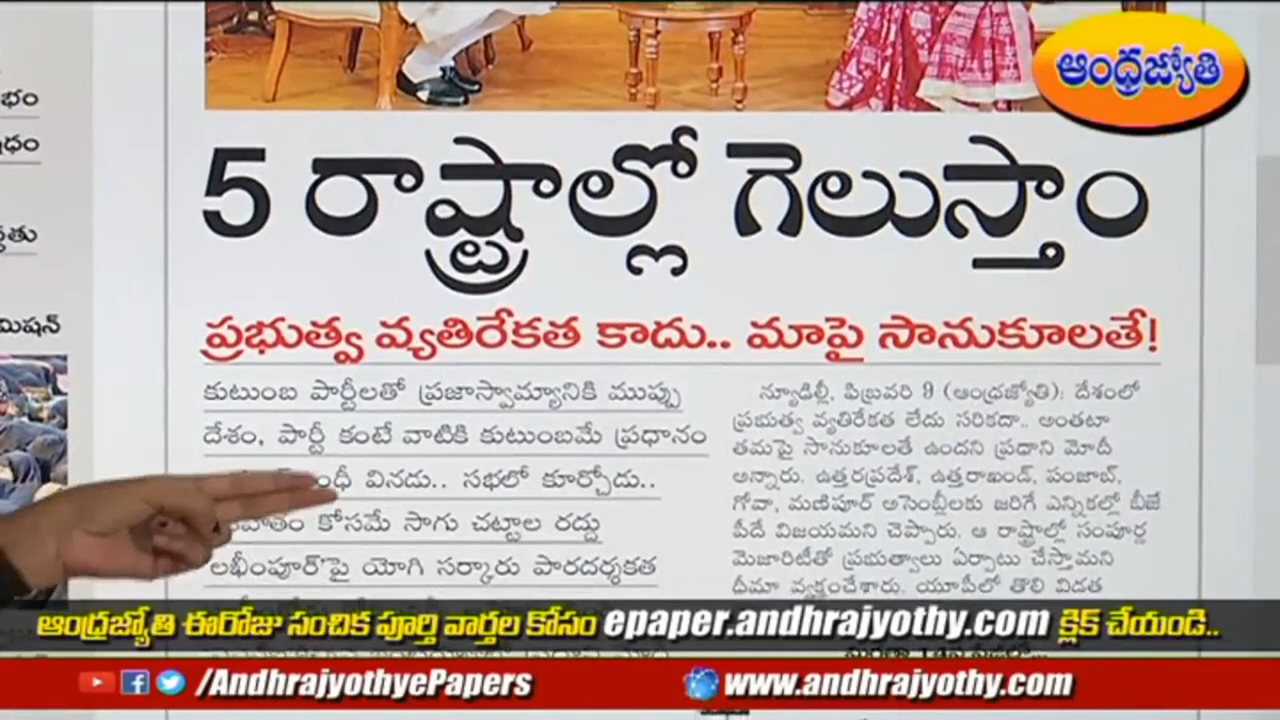 ఆంధ్రజ్యోతి
భం
ధం
మిషన్
5 రాష్ట్రాల్లో గెలుస్తాం
ప్రభుత్వ వ్యతిరేకత కాదు.. మాపై సానుకూలతే!
కుటుంబ పార్టీలతో ప్రజాస్వామ్యానికి ముప్పు
దేశం, పార్టీ కంటే వాటికి కుటుంబమే ప్రధానం
వినడు.. సభలో కూర్చోడు..
కోసమే సాగు చట్టాల రద్దు
లఖీంపూర్‌పై యోగి సర్కారు పారదర్శకత
న్యూఢిల్లీ, ఫిబ్రవరి 9 (ఆంధ్రజ్యోతి): దేశంలో
ప్రభుత్వ వ్యతిరేకత లేదు సరికదా.. అంతటా
తమపై సానుకూలతే ఉందని ప్రధాని మోదీ
అన్నారు. ఉత్తరప్రదేశ్, ఉత్తరాఖండ్, పంజాబ్,
గోవా, మణిపూర్ అసెంబ్లీలకు జరిగే ఎన్నికల్లో బీజే
పీదే విజయమని చెప్పారు. ఆ రాష్ట్రాల్లో సంపూర్ణ
మెజారిటీతో ప్రభుత్వాలు ఏర్పాటు చేస్తామని
ధీమా వ్యక్తంచేశారు. యూపీలో తొలి విడత
ఆంధ్రజ్యోతి ఈరోజు సంచిక పూర్తి వార్తల కోసం epaper.andhrajyothy.com క్లిక్ చేయండి..
/AndhrajyothyePapers
www.andhrajyothy.com